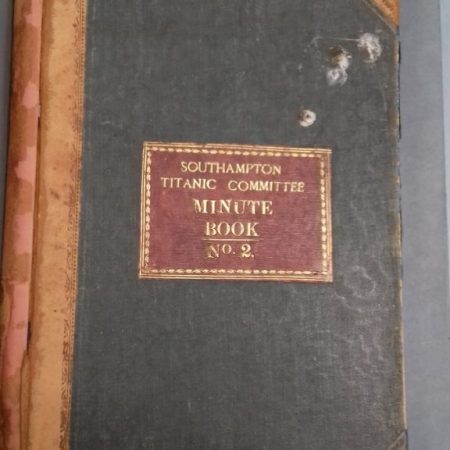 SOUTHAMPTON
TITANIC COMMITTEE
MINUTE
BOOK
No. 2.